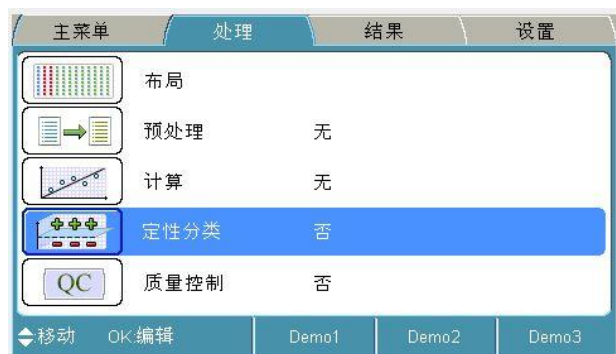 主菜单 处理 结果 设置
布局
预处理 无
计算 无
定性分类 否
QC 质量控制 否
移动 OK:编辑 Demo1 Demo2 Demo3